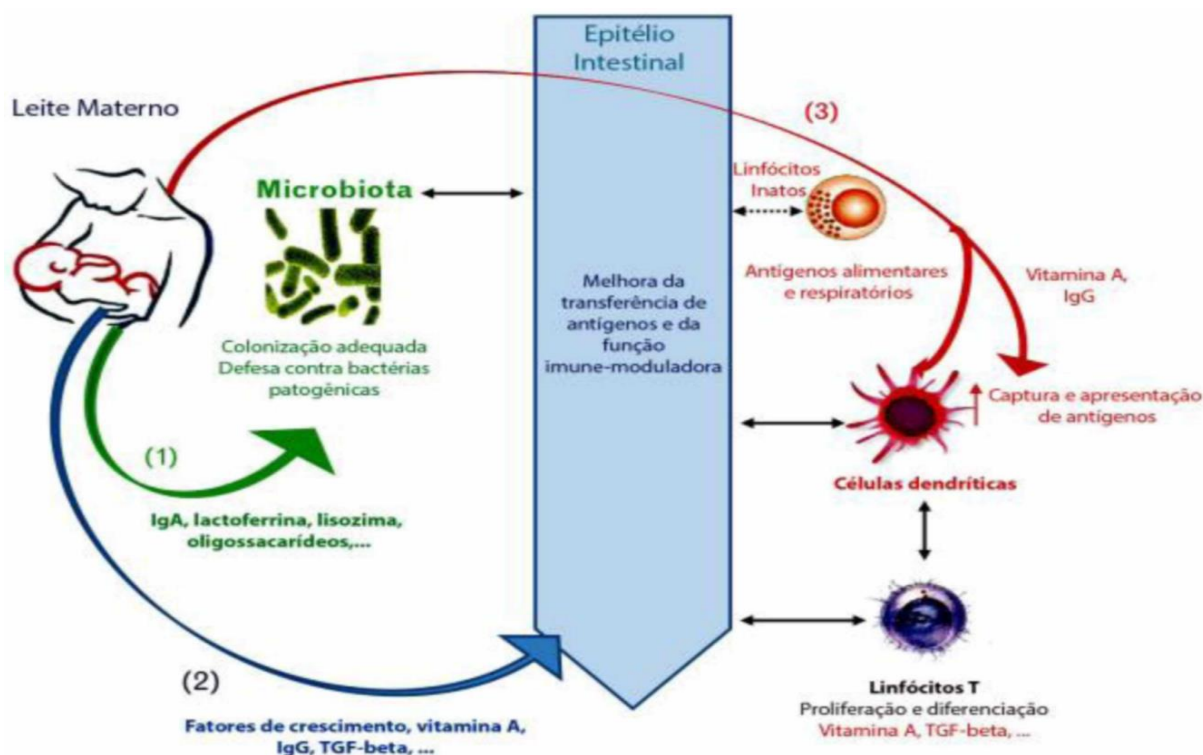 Epitélio
Intestinal
Leite Materno
(3)
Linfócitos
Inatos
Microbiota
Antígenos alimentares
e respiratórios
Vitamina A,
IgG
Melhora da
transferência de
antígenos e da
função
imune-moduladora
Colonização adequada
Defesa contra bactérias
patogênicas
Captura e apresentação
de antígenos
(1)
Células dendríticas
IgA, lactoferrina, lisozima,
oligossacarídeos,...
(2)
Linfócitos T
Proliferação e diferenciação
Vitamina A, TGF-beta, ...
Fatores de crescimento, vitamina A,
IgG, TGF-beta, ...